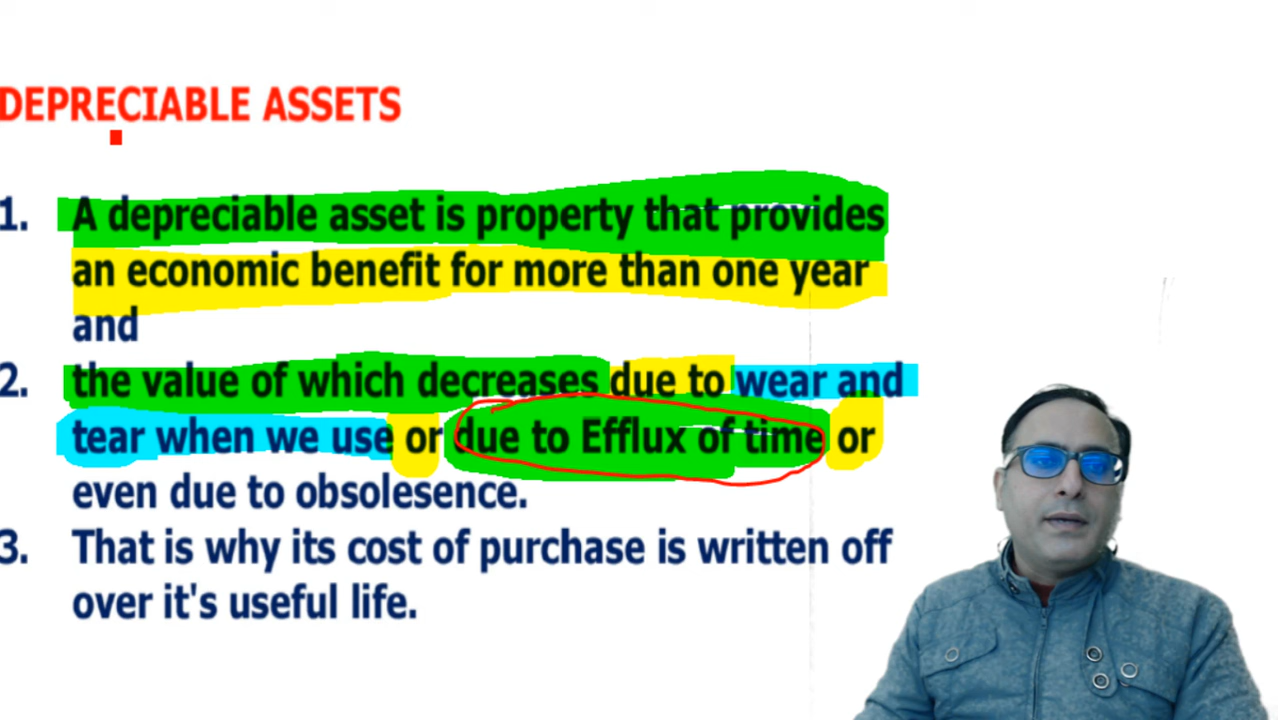 DEPRECIABLE ASSETS
1. A depreciable asset is property that provides
an economic benefit for more than one year
and
2. the value of which decreases due to wear and
tear when we use or due to Efflux of time or
even due to obsolesence.
3. That is why its cost of purchase is written off
over it's useful life.